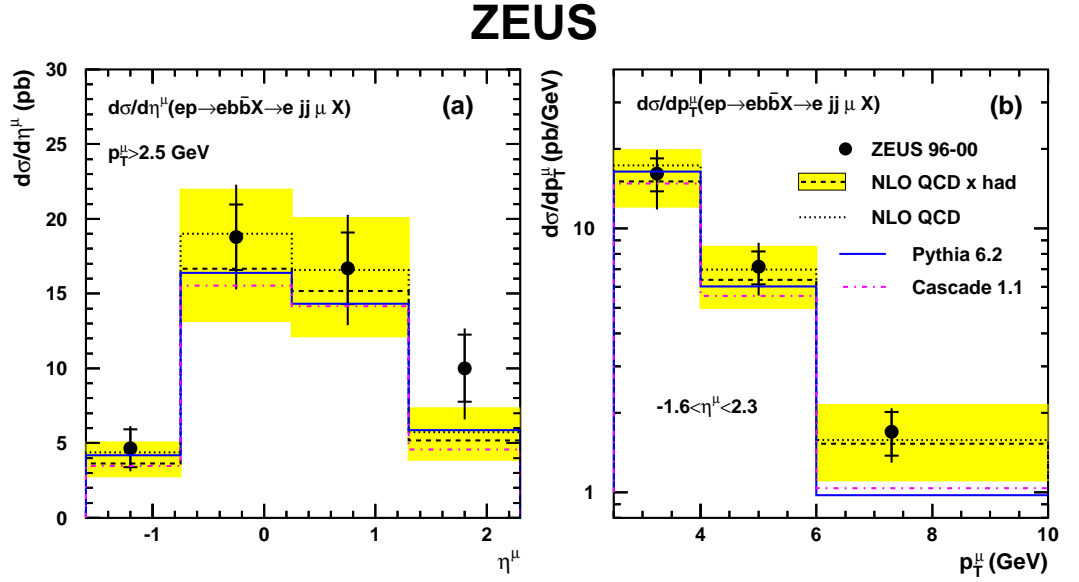 ZEUS
dσ/dη^μ (pb)
30
25
20
15
10
5
0
dσ/dη^μ(ep→ebb̄X→e jj μ X)
(a)
p_T^μ>2.5 GeV
-1 0 1 2
η^μ
dσ/dp_T^μ (pb/GeV)
10
1
dσ/dp_T^μ(ep→ebb̄X→e jj μ X)
(b)
ZEUS 96-00
NLO QCD x had
NLO QCD
Pythia 6.2
Cascade 1.1
-1.6<η^μ<2.3
4 6 8 10
p_T^μ (GeV)